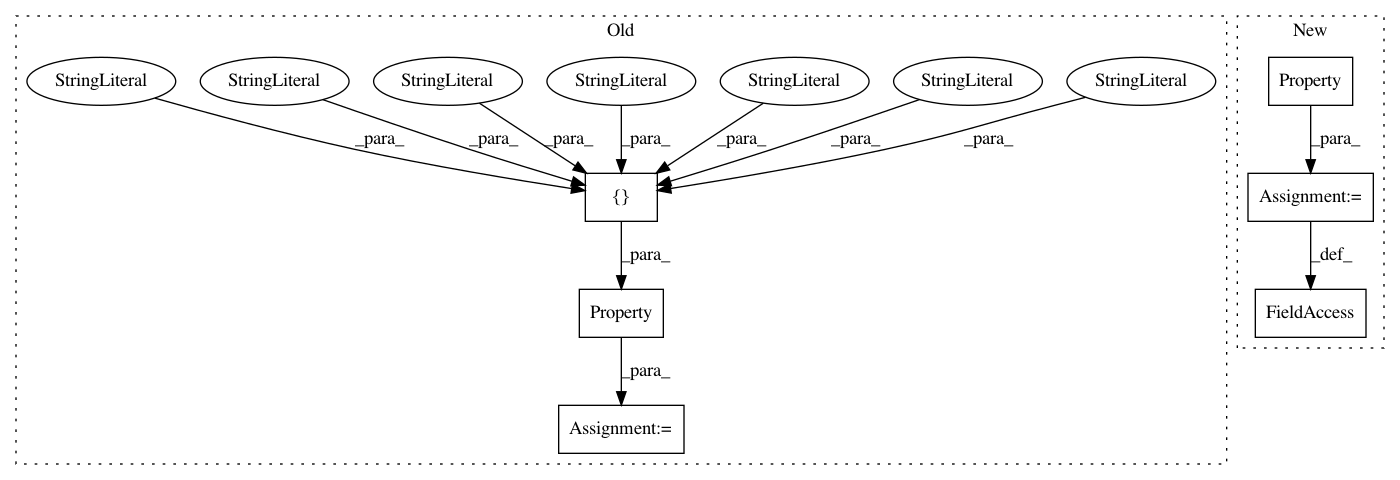 Old
New
StringLiteral
StringLiteral
StringLiteral
StringLiteral
StringLiteral
StringLiteral
StringLiteral
Property
_para_
_para_
_para_
_para_
_para_
_para_
_para_
_para_
{}
Assignment:=
_para_
_def_
Property
FieldAccess
_para_
Assignment:=